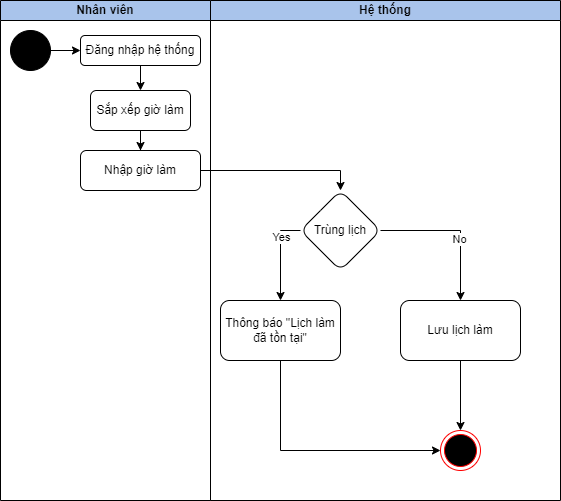 Nhân viên
Hệ thống
Đăng nhập hệ thống
Sắp xếp giờ làm
Nhập giờ làm
Trùng lịch
Yes
No
Thông báo "Lịch làm
đã tồn tại"
Lưu lịch làm